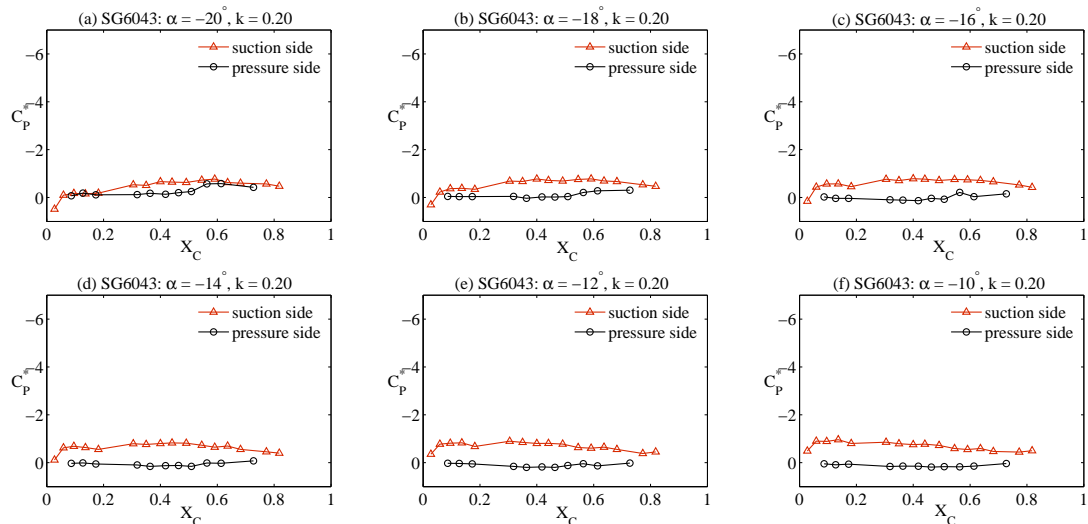 (a) SG6043: α = −20°, k = 0.20
suction side
pressure side
−6
−4
−2
0
C*P
0 0.2 0.4 0.6 0.8 1
XC
(b) SG6043: α = −18°, k = 0.20
suction side
pressure side
−6
−4
−2
0
C*P
0 0.2 0.4 0.6 0.8 1
XC
(c) SG6043: α = −16°, k = 0.20
suction side
pressure side
−6
−4
−2
0
C*P
0 0.2 0.4 0.6 0.8 1
XC
(d) SG6043: α = −14°, k = 0.20
suction side
pressure side
−6
−4
−2
0
C*P
0 0.2 0.4 0.6 0.8 1
XC
(e) SG6043: α = −12°, k = 0.20
suction side
pressure side
−6
−4
−2
0
C*P
0 0.2 0.4 0.6 0.8 1
XC
(f) SG6043: α = −10°, k = 0.20
suction side
pressure side
−6
−4
−2
0
C*P
0 0.2 0.4 0.6 0.8 1
XC